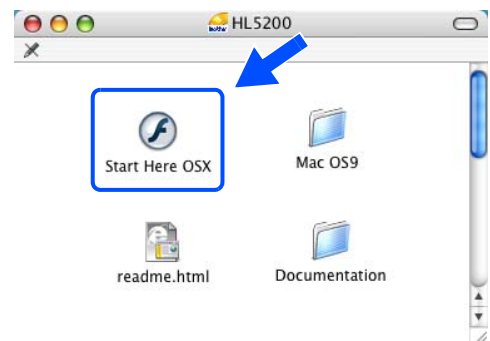 HL5200
Start Here OSX
Mac OS9
readme.html
Documentation